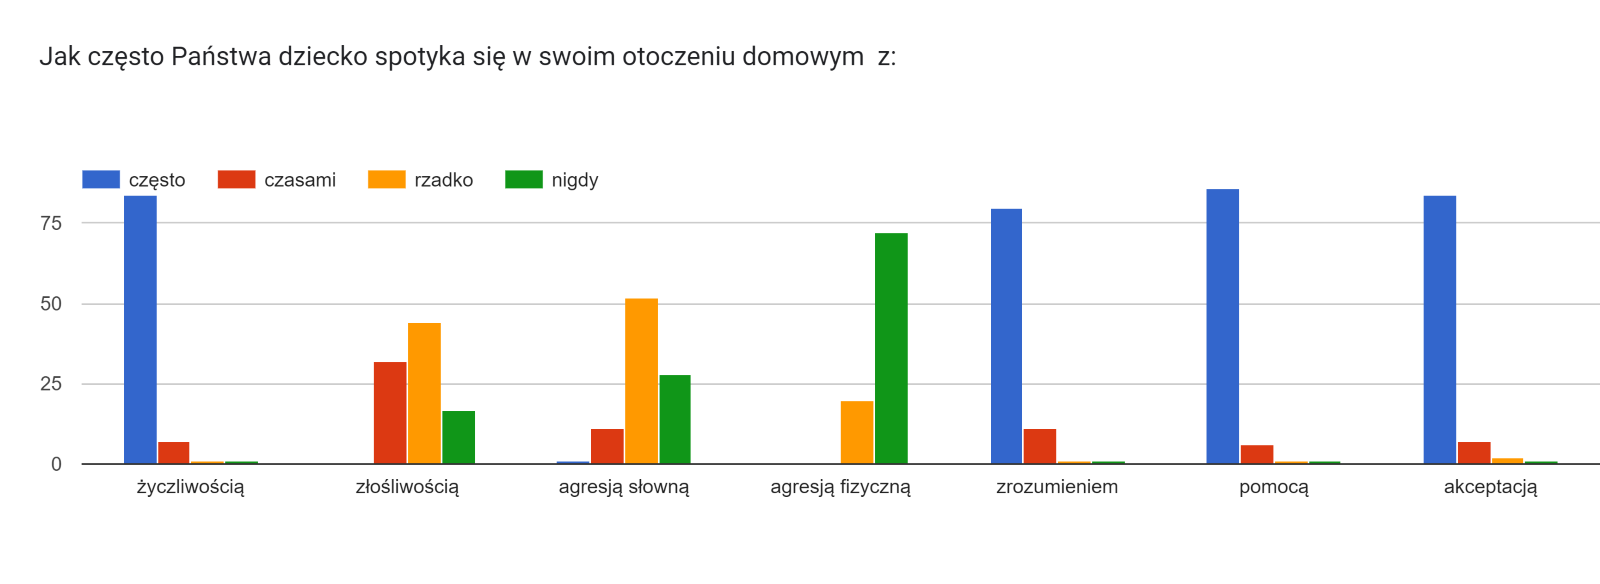 Jak często Państwa dziecko spotyka się w swoim otoczeniu domowym  z:
często czasami rzadko nigdy
75
50
25
0
życzliwością złośliwością agresją słowną agresją fizyczną zrozumieniem pomocą akceptacją